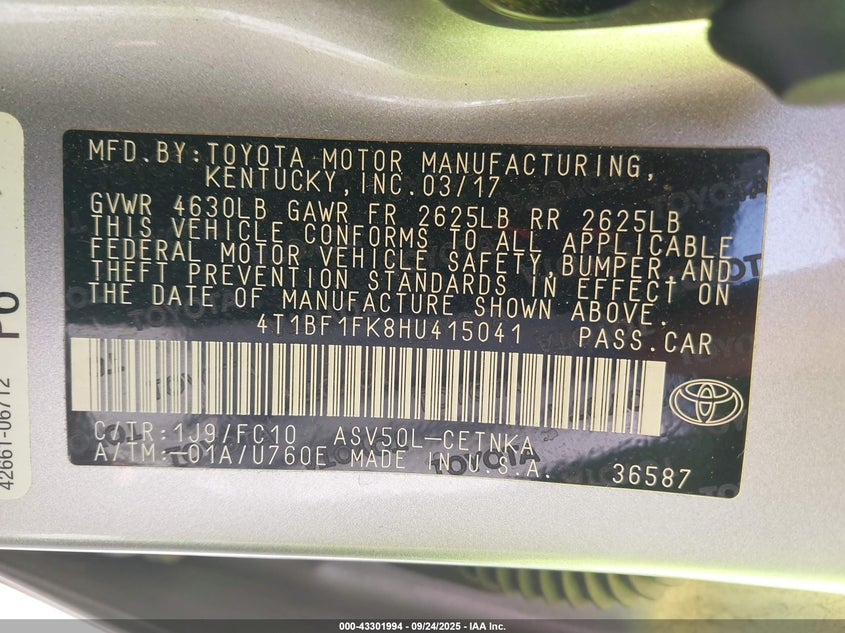 MFD.BY:TOYOTA MOTOR MANUFACTURING,
KENTUCKY,INC.03/17
GVWR 4630LB GAWR FR 2625LB RR 2625LB
THIS VEHICLE CONFORMS TO ALL APPLICABLE
FEDERAL MOTOR VEHICLE SAFETY,BUMPER AND
THEFT PREVENTION STANDARDS IN EFFECT ON
THE DATE OF MANUFACTURE SHOWN ABOVE.
4T1BF1FK8HU415041 PASS.CAR
C/TR:1J9/FC10 ASV50L-CETNKA
A/TM:-01A/U760E MADE IN U.S.A. 36587
42661-06712
000-43301994 - 09/24/2025 - IAA Inc.